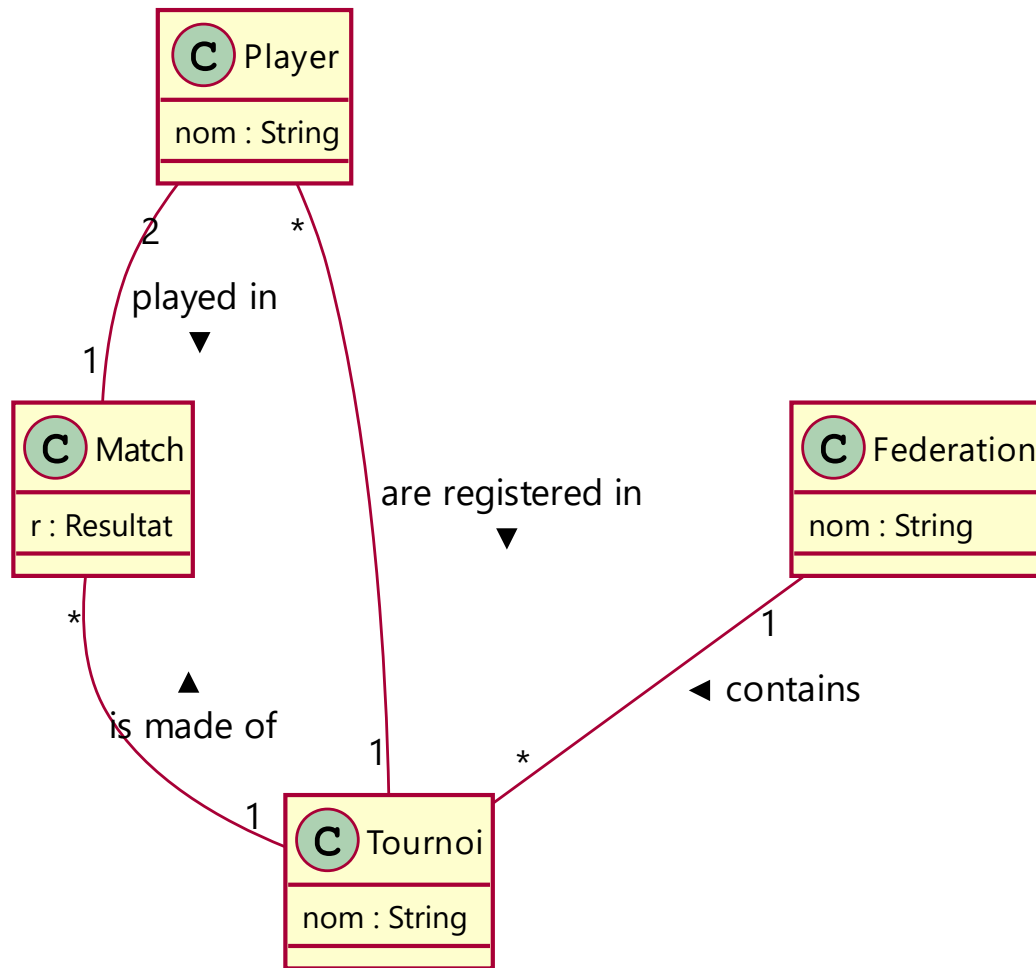 C Player
nom : String
2
*
played in
▼
1
C Match
r : Resultat
C Federation
nom : String
are registered in
▼
*
1
◄ contains
▲
is made of
1
*
1
C Tournoi
nom : String